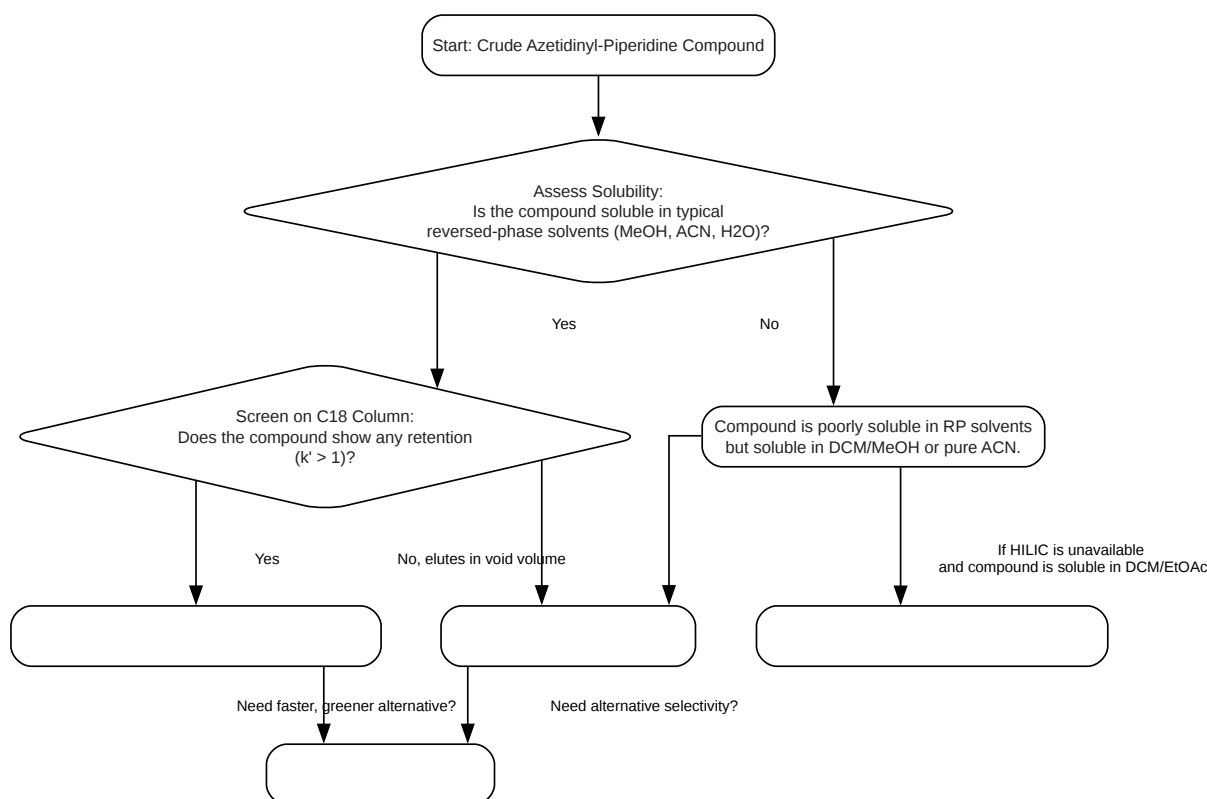 Start: Crude Azetidinyl-Piperidine Compound
Assess Solubility:
Is the compound soluble in typical
reversed-phase solvents (MeOH, ACN, H2O)?
Yes
No
Screen on C18 Column:
Does the compound show any retention
(k' > 1)?
Compound is poorly soluble in RP solvents
but soluble in DCM/MeOH or pure ACN.
Yes
No, elutes in void volume
If HILIC is unavailable
and compound is soluble in DCM/EtOAc
Need faster, greener alternative?
Need alternative selectivity?